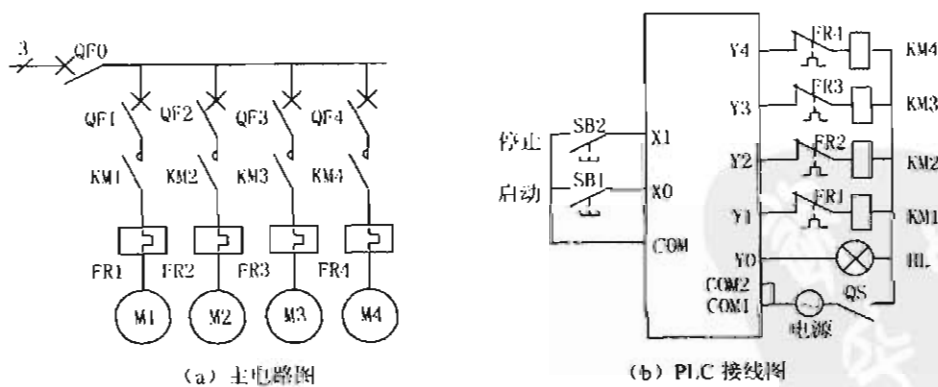 3
QF0
QF1
QF2
QF3
QF4
KM1
KM2
KM3
KM4
FR1
FR2
FR3
FR4
M1
M2
M3
M4
(a) 主电路图
停止
SB2
X1
启动
SB1
X0
COM
Y4
FR4
KM4
Y3
FR3
KM3
Y2
FR2
KM2
Y1
FR1
KM1
Y0
HL
COM2
COM1
QS
电源
(b) PLC 接线图